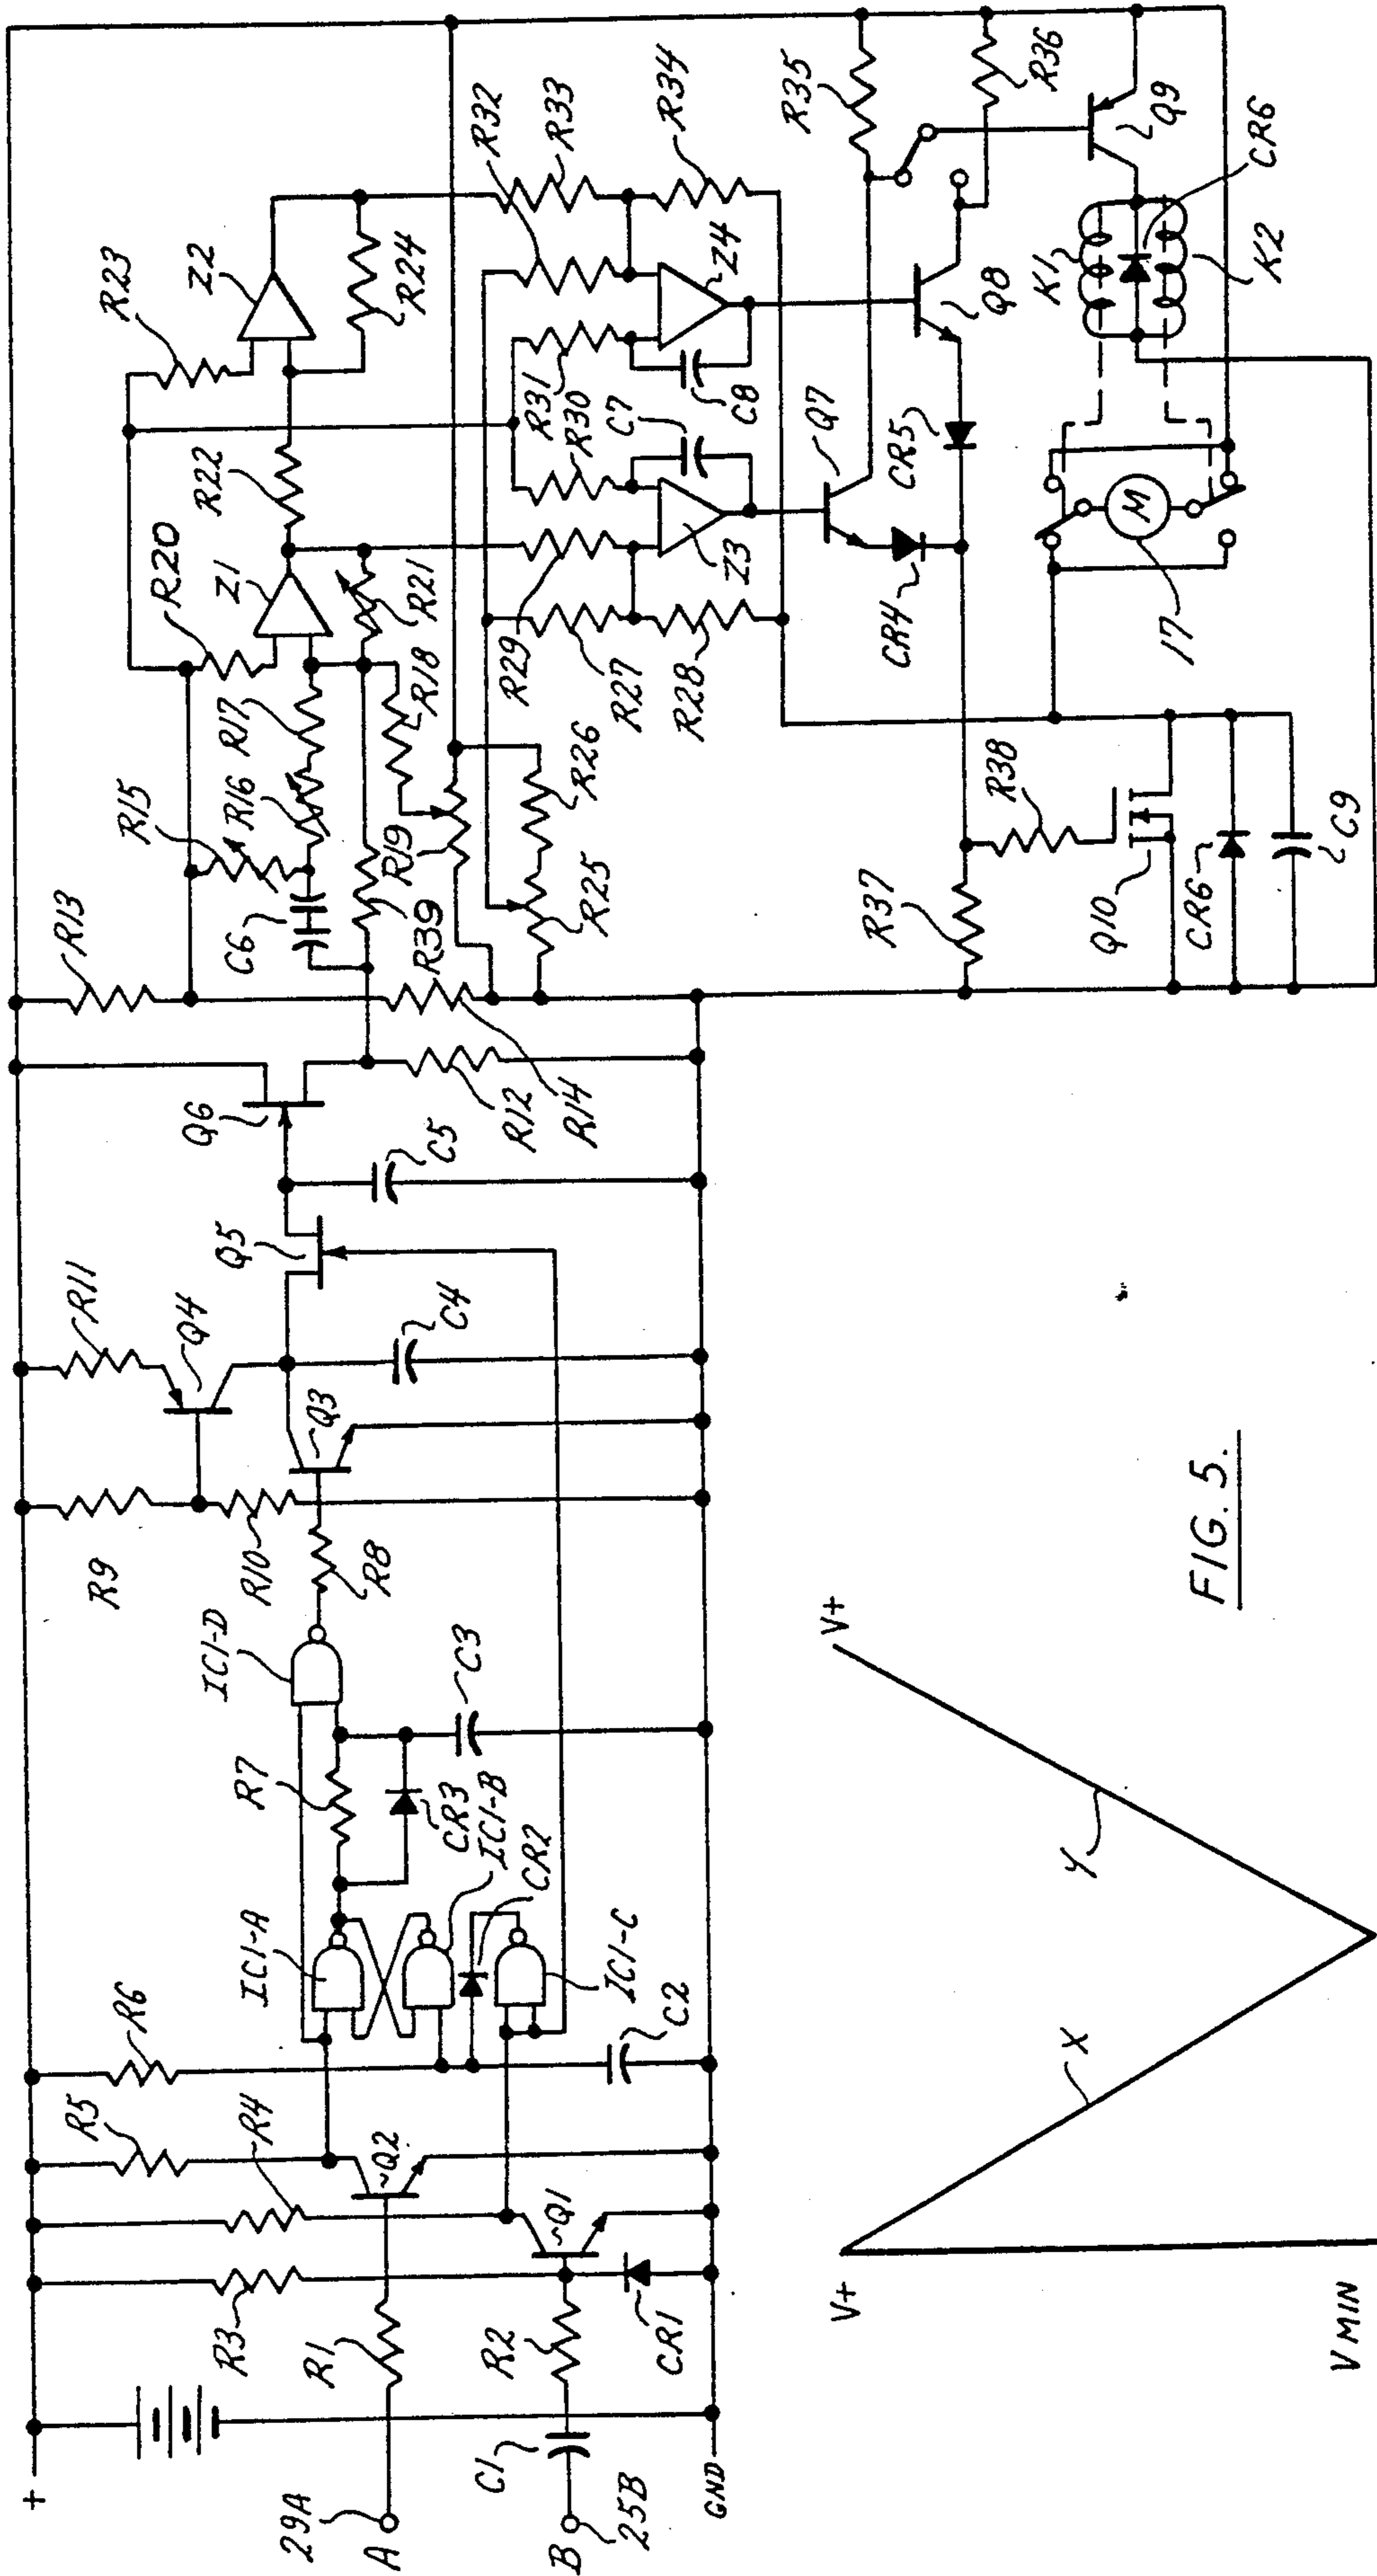 +
29A
A
B
25B
C1
GND
R1
R2
R3
CR1
R4
R5
R6
Q2
Q1
IC1-A
IC1-B
CR2
IC1-C
C2
R7
CR3
C3
IC1-D
R8
R9
R10
Q3
R11
Q4
C4
Q5
C5
Q6
R12
R14
R13
C6
R39
R15
R16
R17
R18
R19
R20
Z1
R21
R22
R23
Z2
R24
R25
R26
R27
R28
R29
R30
R31
R32
R33
R34
Z3
Z4
C7
C8
Q7
Q8
CR4
CR5
R35
R36
R37
R38
Q9
Q10
CR6
C9
K1
K2
CR6
M
17
V+
V MIN
X
Y
V+
FIG. 5.